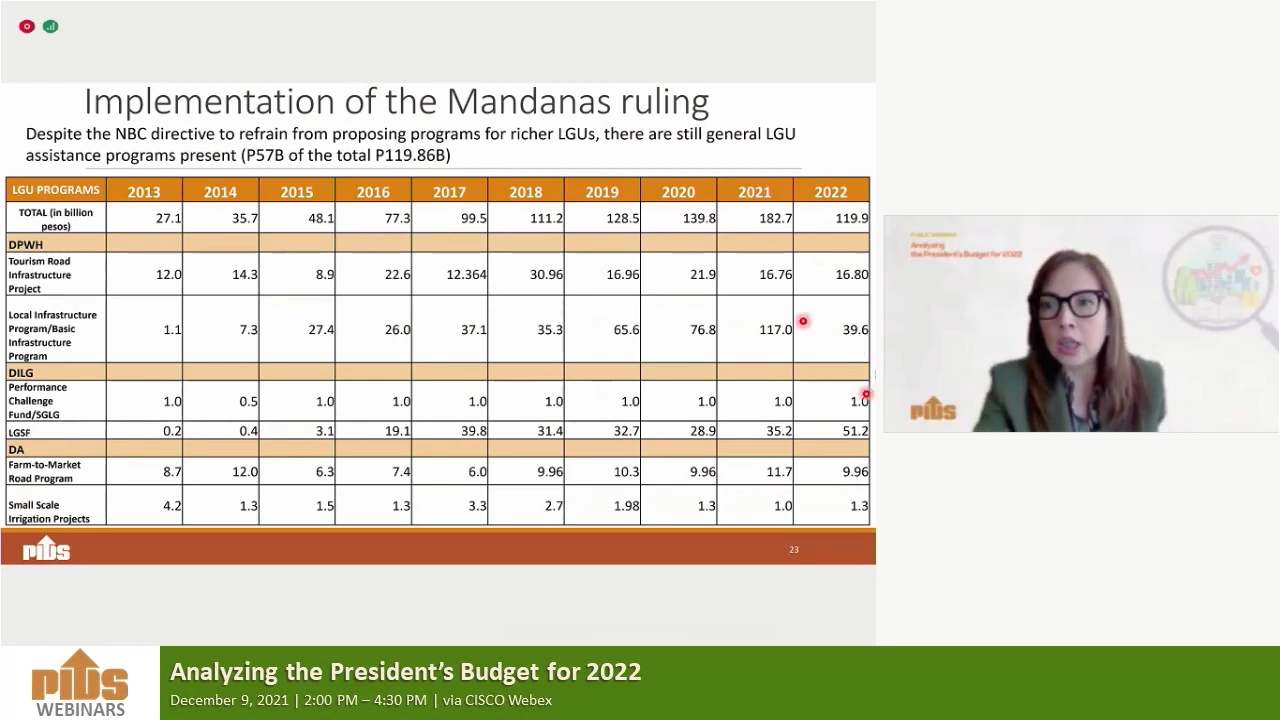 Implementation of the Mandanas ruling
Despite the NBC directive to refrain from proposing programs for richer LGUs, there are still general LGU
assistance programs present (P57B of the total P119.86B)
LGU PROGRAMS 2013 2014 2015 2016 2017 2018 2019 2020 2021 2022
TOTAL (in billion
pesos) 27.1 35.7 48.1 77.3 99.5 111.2 128.5 139.8 182.7 119.9
DPWH
Tourism Road
Infrastructure
Project 12.0 14.3 8.9 22.6 12.364 30.96 16.96 21.9 16.76 16.80
Local Infrastructure
Program/Basic
Infrastructure
Program 1.1 7.3 27.4 26.0 37.1 35.3 65.6 76.8 117.0 39.6
DILG
Performance
Challenge
Fund/SGLG 1.0 0.5 1.0 1.0 1.0 1.0 1.0 1.0 1.0 1.0
LGSF 0.2 0.4 3.1 19.1 39.8 31.4 32.7 28.9 35.2 51.2
DA
Farm-to-Market
Road Program 8.7 12.0 6.3 7.4 6.0 9.96 10.3 9.96 11.7 9.96
Small Scale
Irrigation Projects 4.2 1.3 1.5 1.3 3.3 2.7 1.98 1.3 1.0 1.3
PIDS
23
PUBLIC WEBINAR
Analyzing
the President's Budget for 2022
PIDS
PIDS
WEBINARS
Analyzing the President's Budget for 2022
December 9, 2021 | 2:00 PM – 4:30 PM | via CISCO Webex